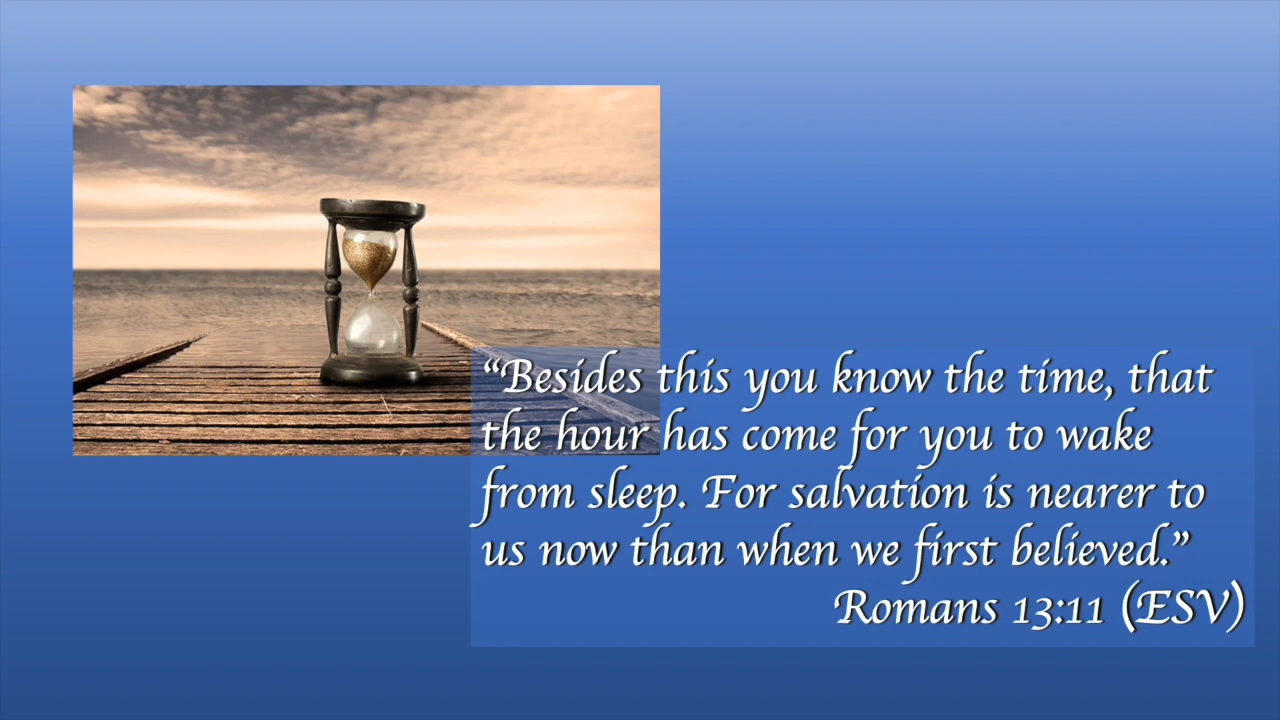 “Besides this you know the time, that
the hour has come for you to wake
from sleep. For salvation is nearer to
us now than when we first believed.”
Romans 13:11 (ESV)